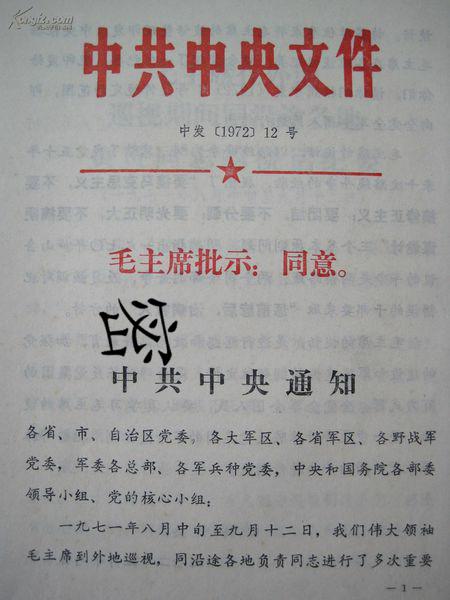 中共中央文件
中发〔1972〕12号
毛主席批示：同意。
中共中央通知
各省、市、自治区党委，各大军区、各省军区、各野战军
党委，军委各总部、各军兵种党委，中央和国务院各部委
领导小组、党的核心小组：
一九七一年八月中旬至九月十二日，我们伟大领袖
毛主席到外地巡视，同沿途各地负责同志进行了多次重要
— 1 —